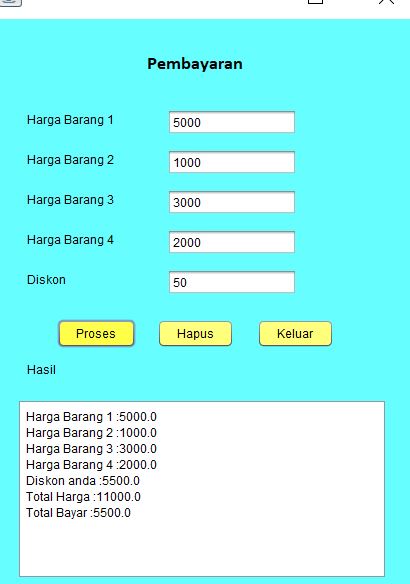 Pembayaran
Harga Barang 1 5000
Harga Barang 2 1000
Harga Barang 3 3000
Harga Barang 4 2000
Diskon 50
Proses Hapus Keluar
Hasil
Harga Barang 1 :5000.0
Harga Barang 2 :1000.0
Harga Barang 3 :3000.0
Harga Barang 4 :2000.0
Diskon anda :5500.0
Total Harga :11000.0
Total Bayar :5500.0